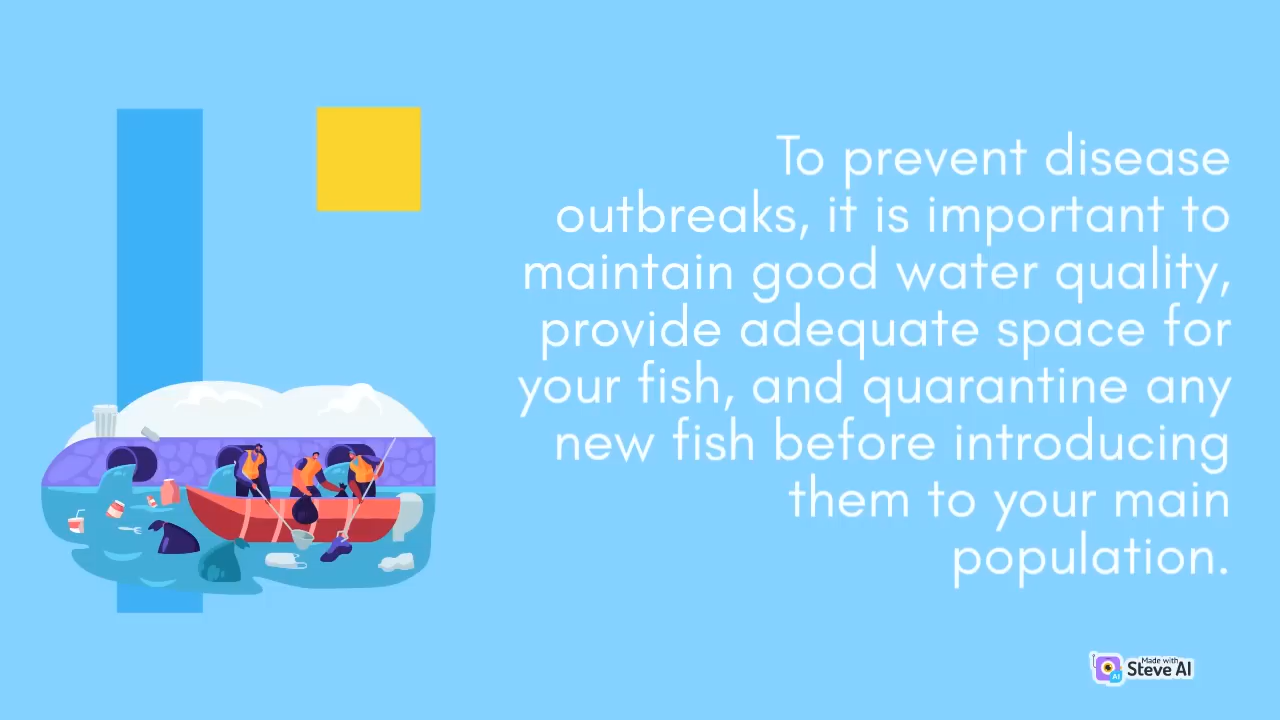 To prevent disease
outbreaks, it is important to
maintain good water quality,
provide adequate space for
your fish, and quarantine any
new fish before introducing
them to your main
population.
Made with
Steve AI
AI